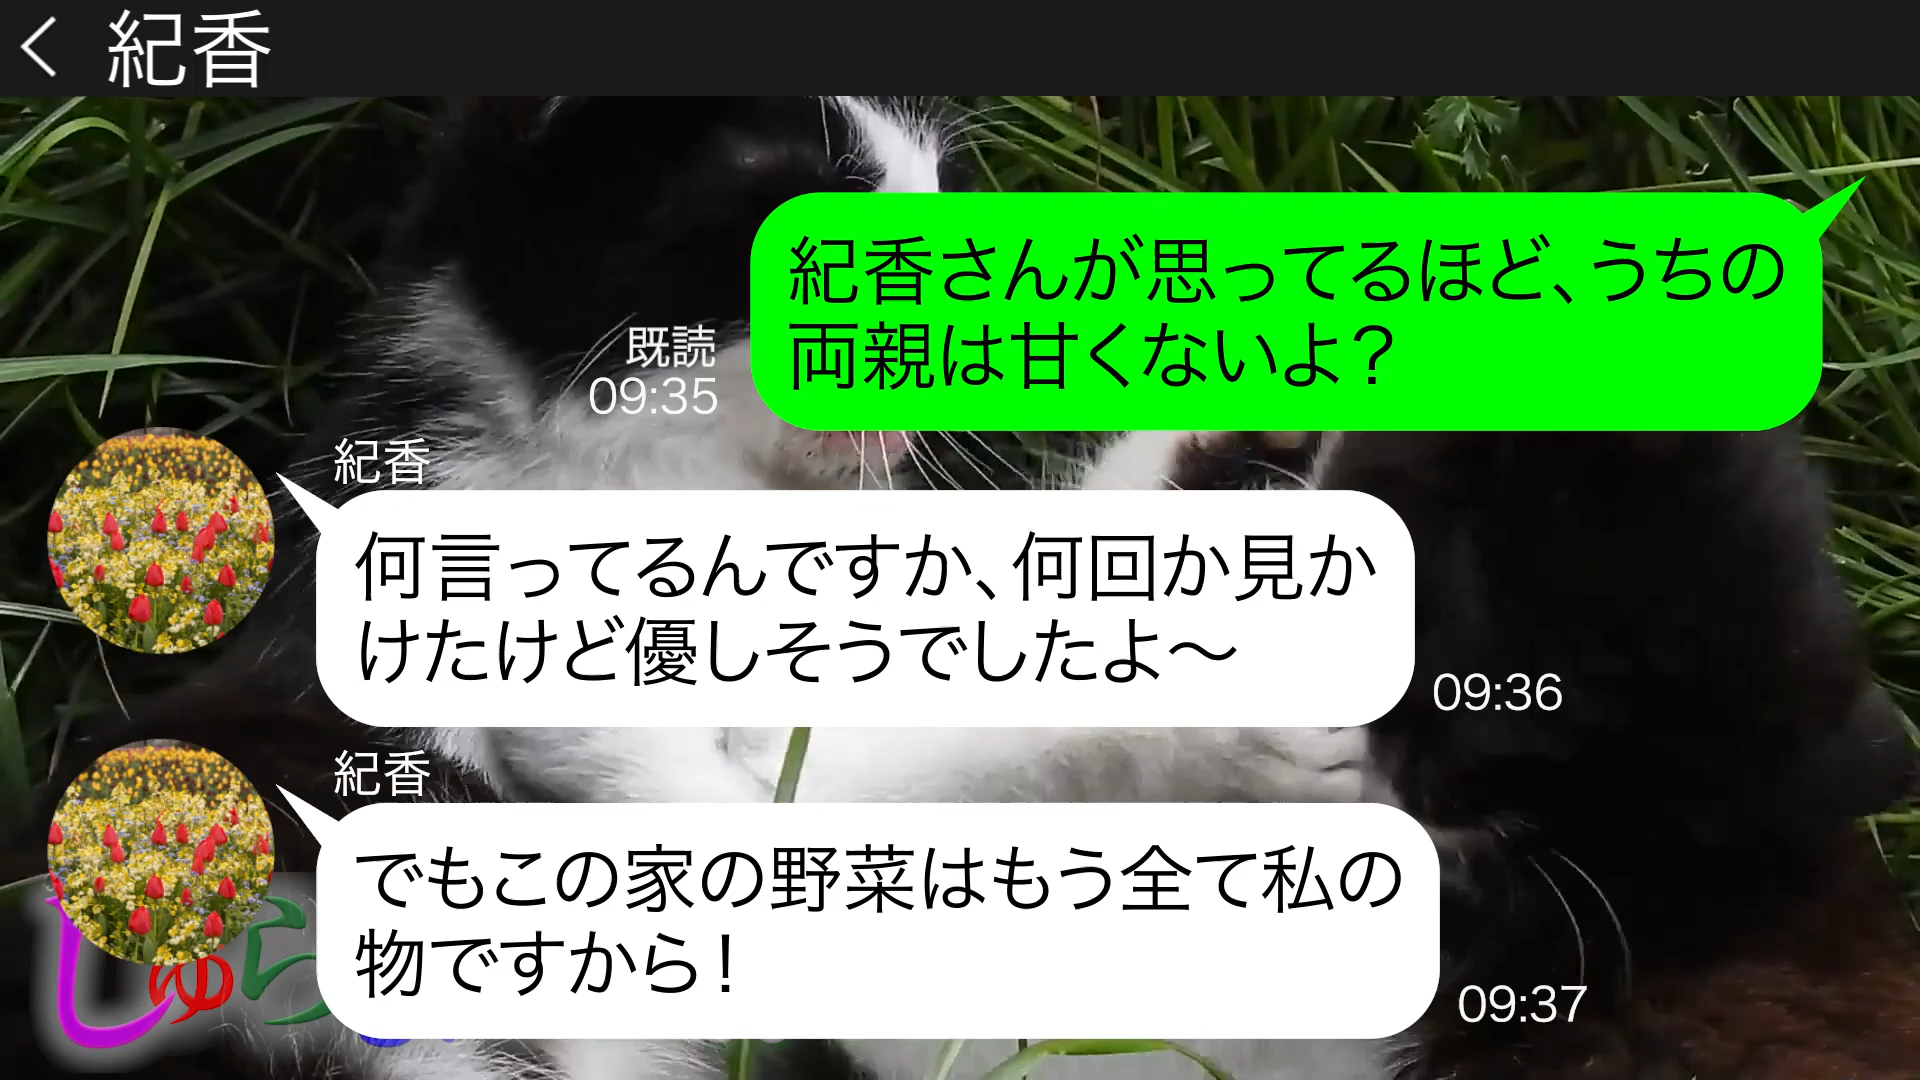 紀香
紀香さんが思ってるほど、うちの
両親は甘くないよ？
既読
09:35
紀香
何言ってるんですか、何回か見か
けたけど優しそうでしたよ～
09:36
紀香
でもこの家の野菜はもう全て私の
物ですから！
09:37
しゅら